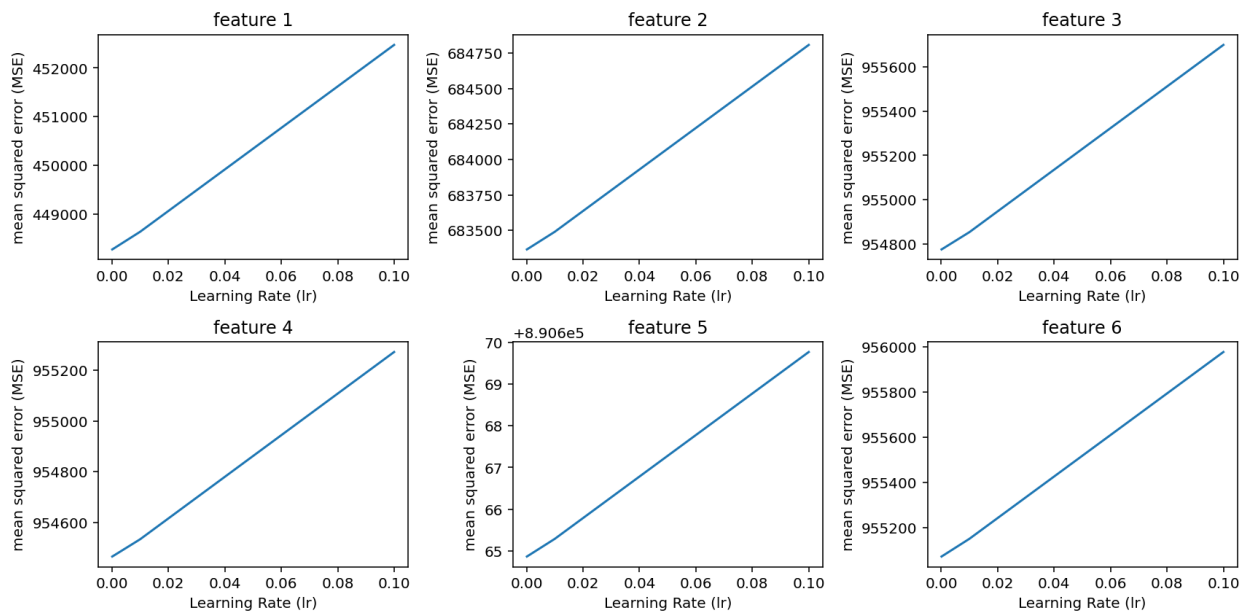 feature 1
mean squared error (MSE)
452000
451000
450000
449000
0.00 0.02 0.04 0.06 0.08 0.10
Learning Rate (lr)
feature 2
mean squared error (MSE)
684750
684500
684250
684000
683750
683500
0.00 0.02 0.04 0.06 0.08 0.10
Learning Rate (lr)
feature 3
mean squared error (MSE)
955600
955400
955200
955000
954800
0.00 0.02 0.04 0.06 0.08 0.10
Learning Rate (lr)
feature 4
mean squared error (MSE)
955200
955000
954800
954600
0.00 0.02 0.04 0.06 0.08 0.10
Learning Rate (lr)
feature 5
+8.906e5
mean squared error (MSE)
70
69
68
67
66
65
0.00 0.02 0.04 0.06 0.08 0.10
Learning Rate (lr)
feature 6
mean squared error (MSE)
956000
955800
955600
955400
955200
0.00 0.02 0.04 0.06 0.08 0.10
Learning Rate (lr)